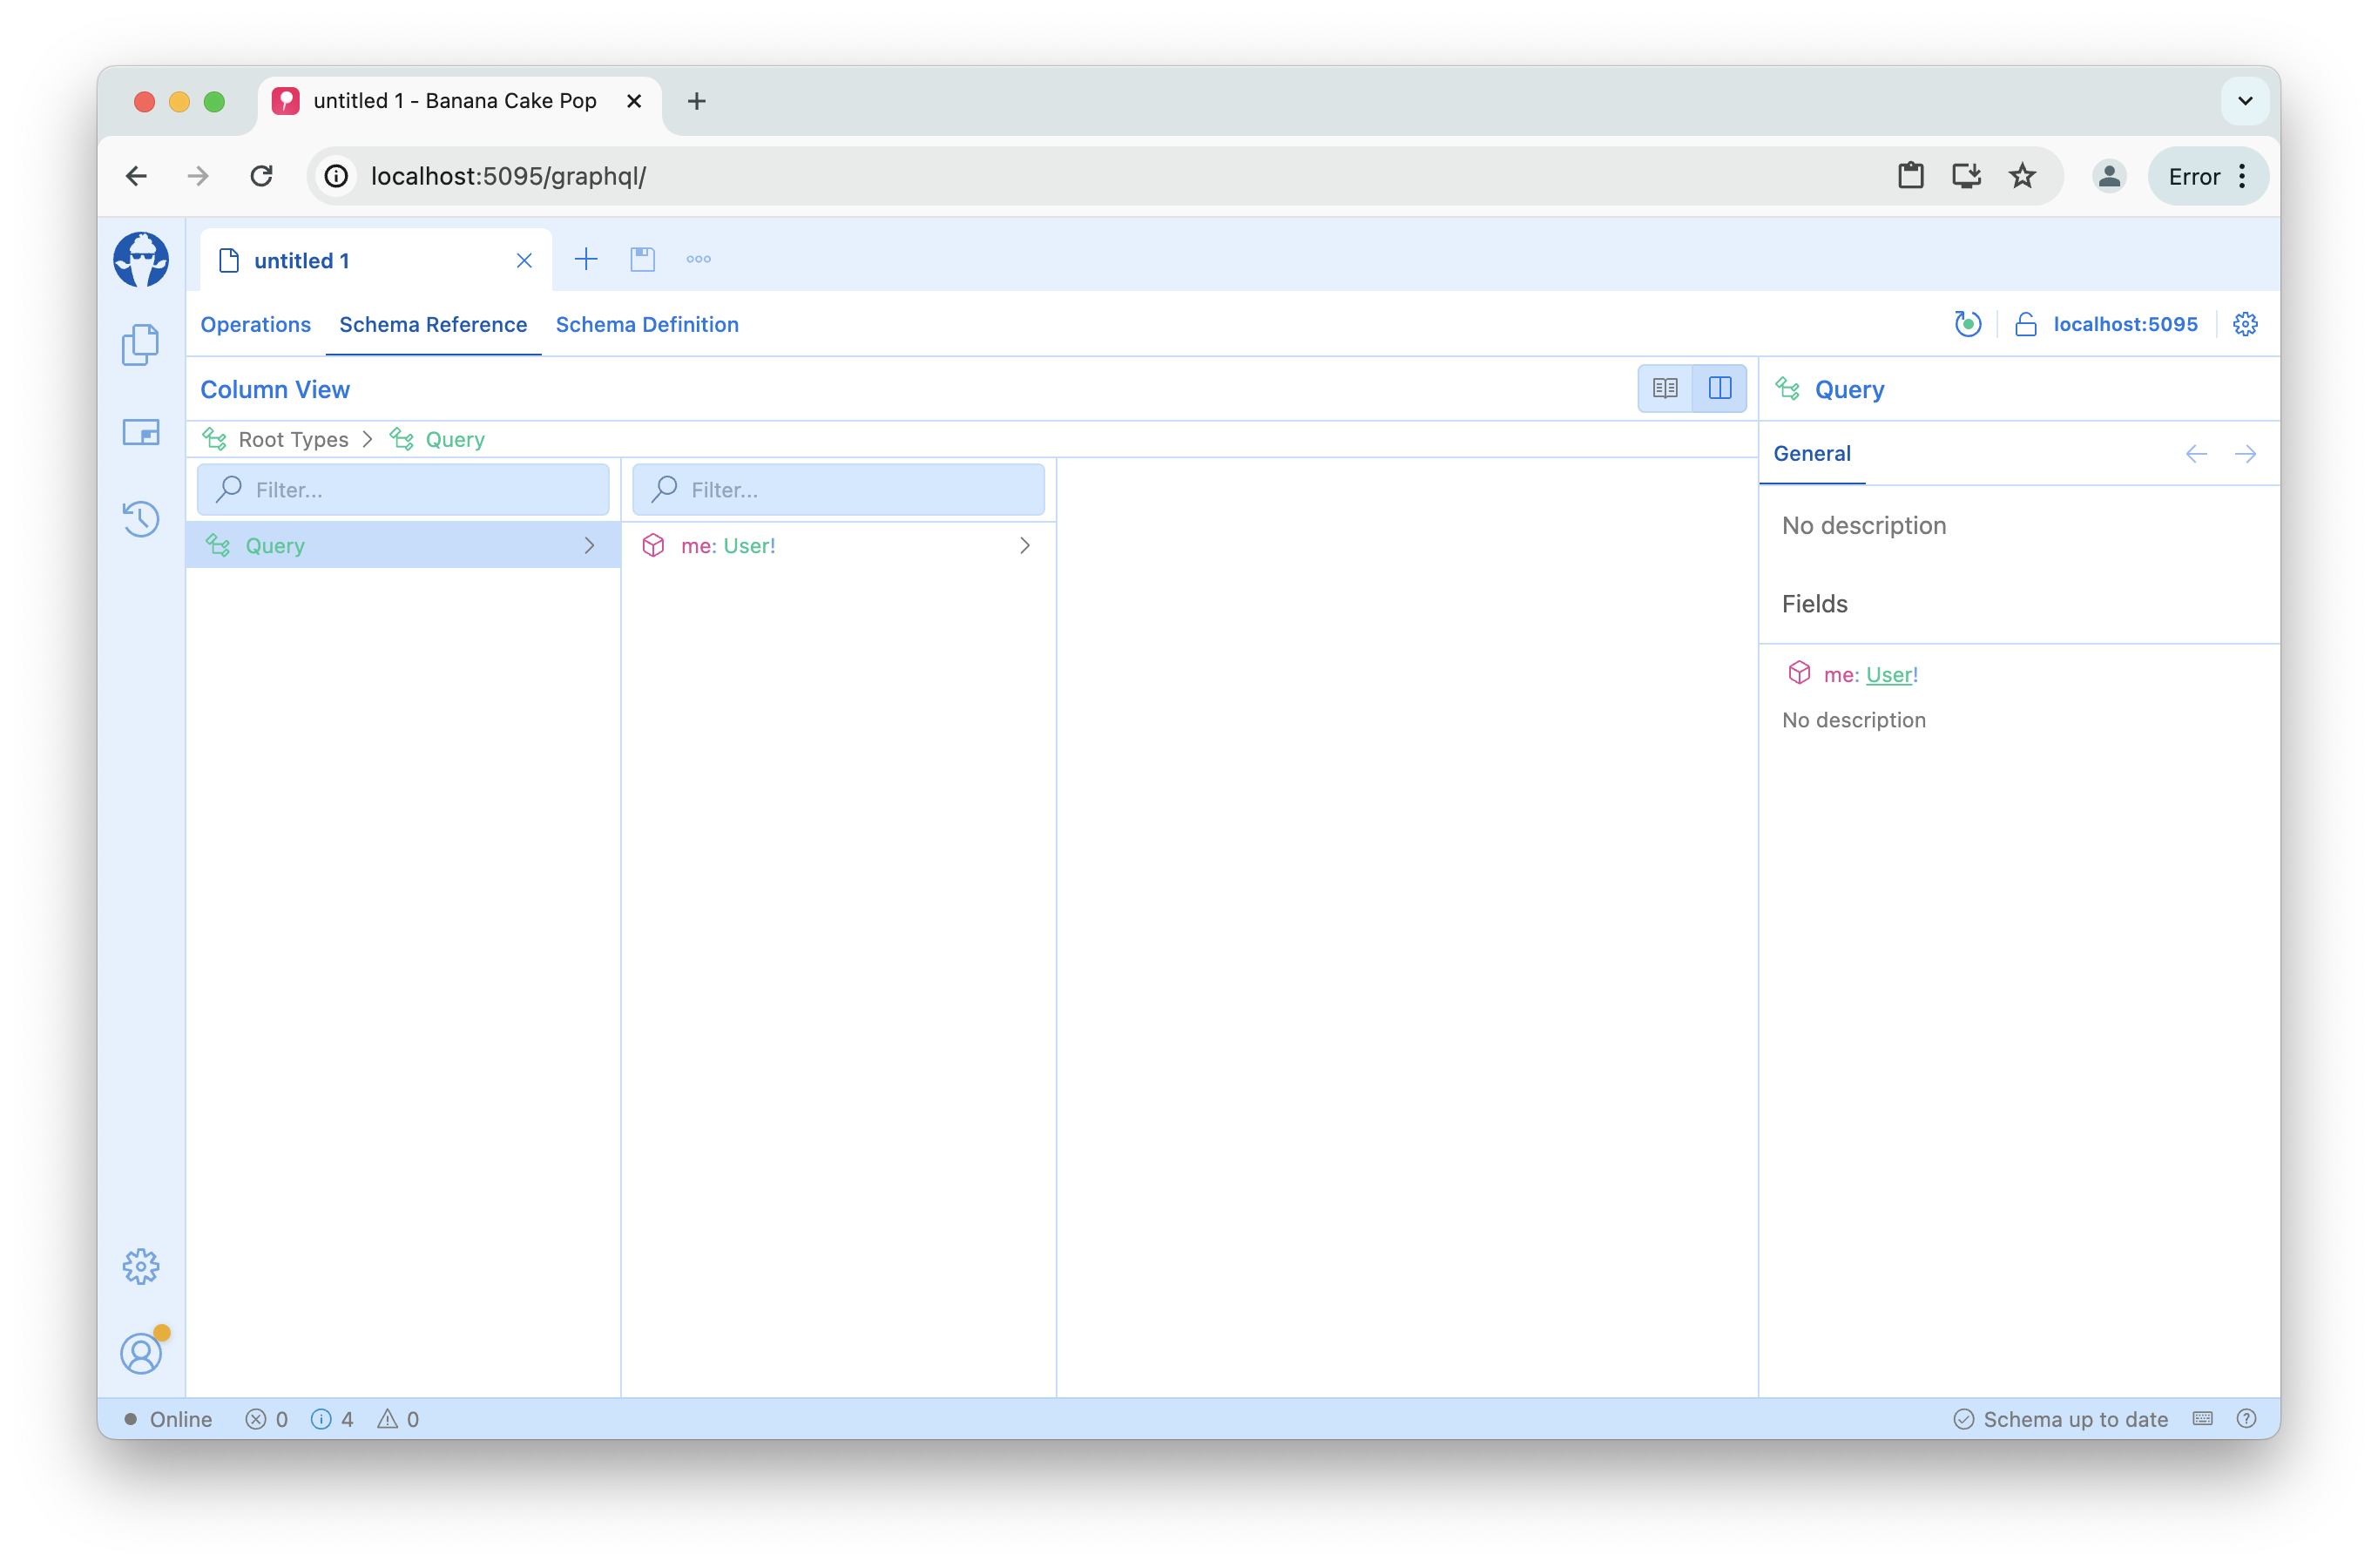 untitled 1 - Banana Cake Pop
localhost:5095/graphql/
Error
untitled 1
Operations Schema Reference Schema Definition
localhost:5095
Column View
Query
Root Types Query
General
Filter... Filter...
Query
me: User!
No description
Fields
me: User!
No description
Online 0 4 0
Schema up to date